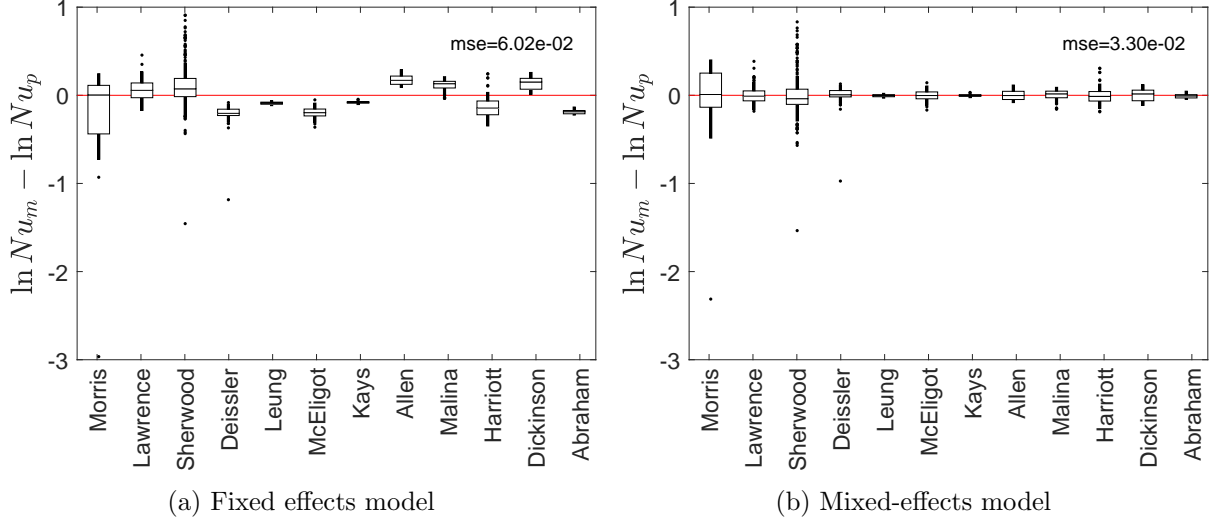 ln Nu_m − ln Nu_p
1
0
-1
-2
-3
mse=6.02e-02
Morris
Lawrence
Sherwood
Deissler
Leung
McEligot
Kays
Allen
Malina
Harriott
Dickinson
Abraham
(a) Fixed effects model
ln Nu_m − ln Nu_p
1
0
-1
-2
-3
mse=3.30e-02
Morris
Lawrence
Sherwood
Deissler
Leung
McEligot
Kays
Allen
Malina
Harriott
Dickinson
Abraham
(b) Mixed-effects model